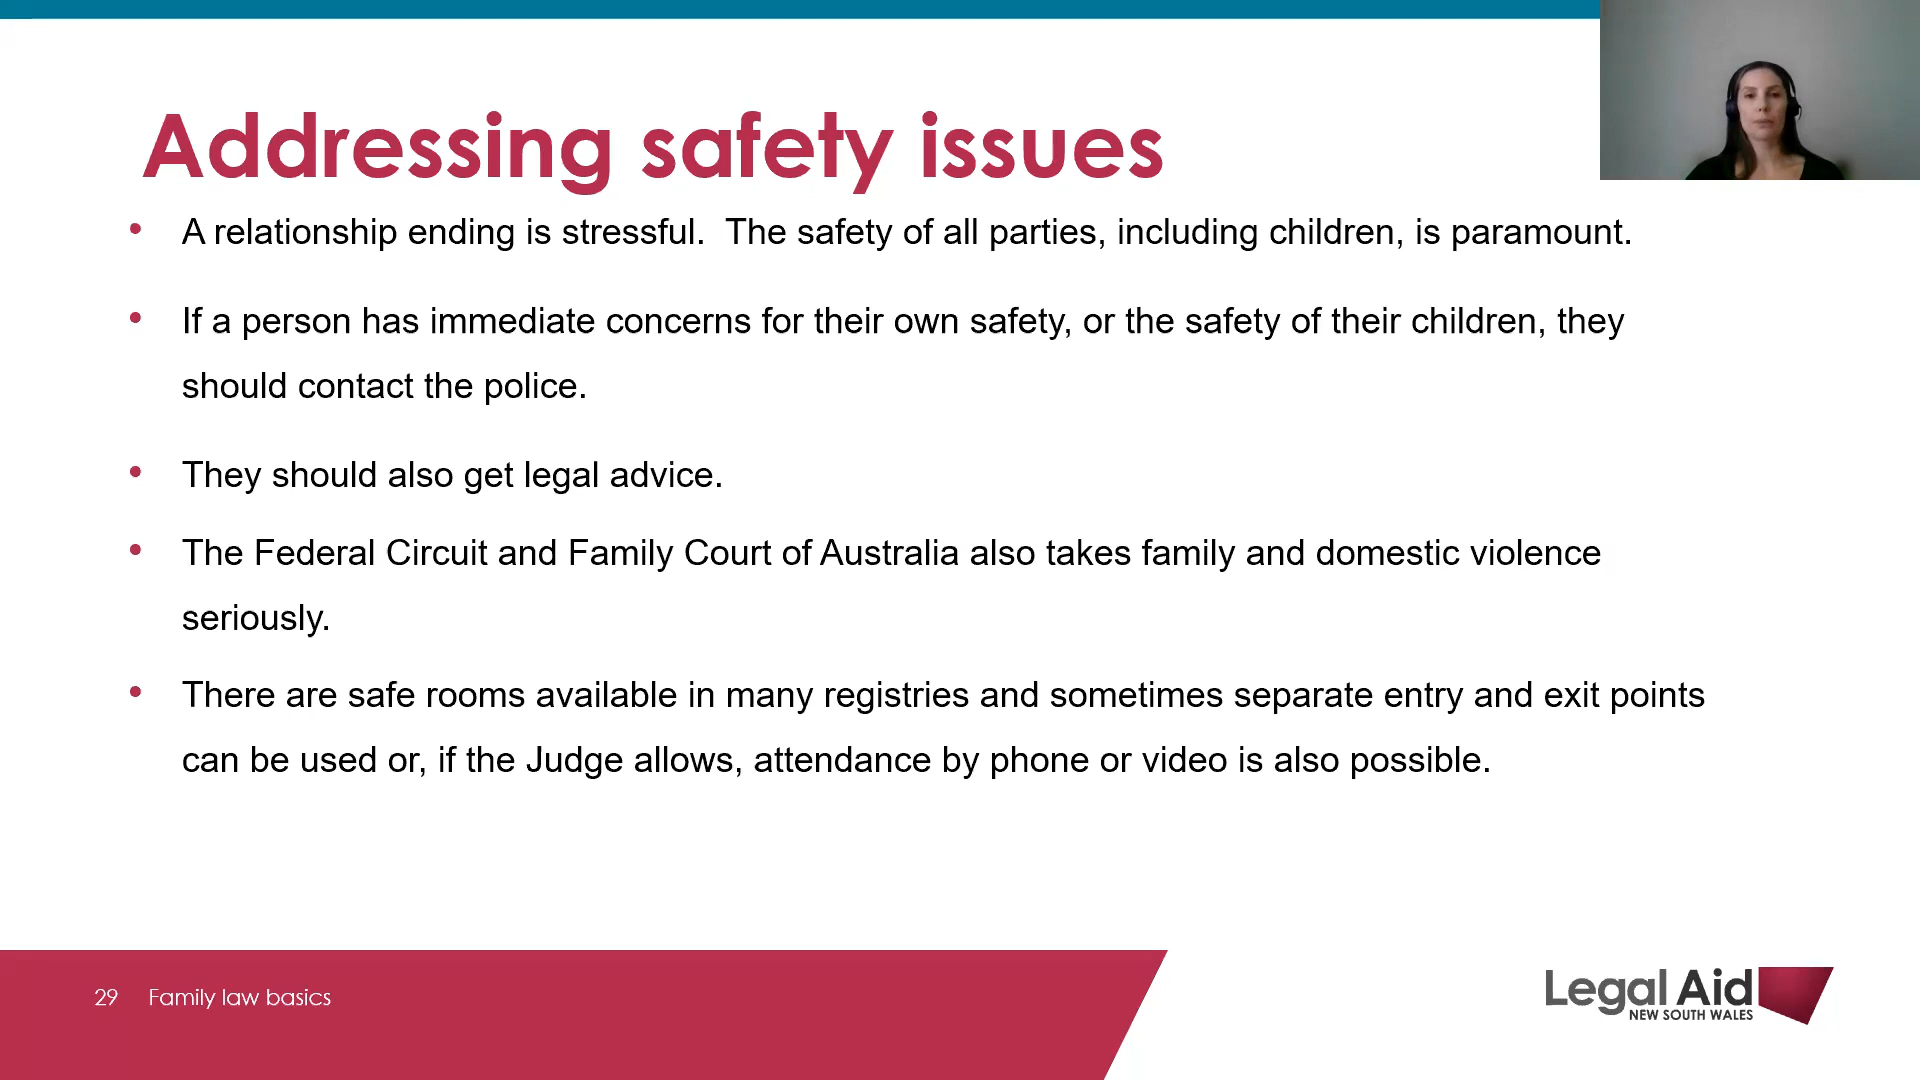 Addressing safety issues
• A relationship ending is stressful.  The safety of all parties, including children, is paramount.
• If a person has immediate concerns for their own safety, or the safety of their children, they
should contact the police.
• They should also get legal advice.
• The Federal Circuit and Family Court of Australia also takes family and domestic violence
seriously.
• There are safe rooms available in many registries and sometimes separate entry and exit points
can be used or, if the Judge allows, attendance by phone or video is also possible.
29 Family law basics
Legal Aid
NEW SOUTH WALES